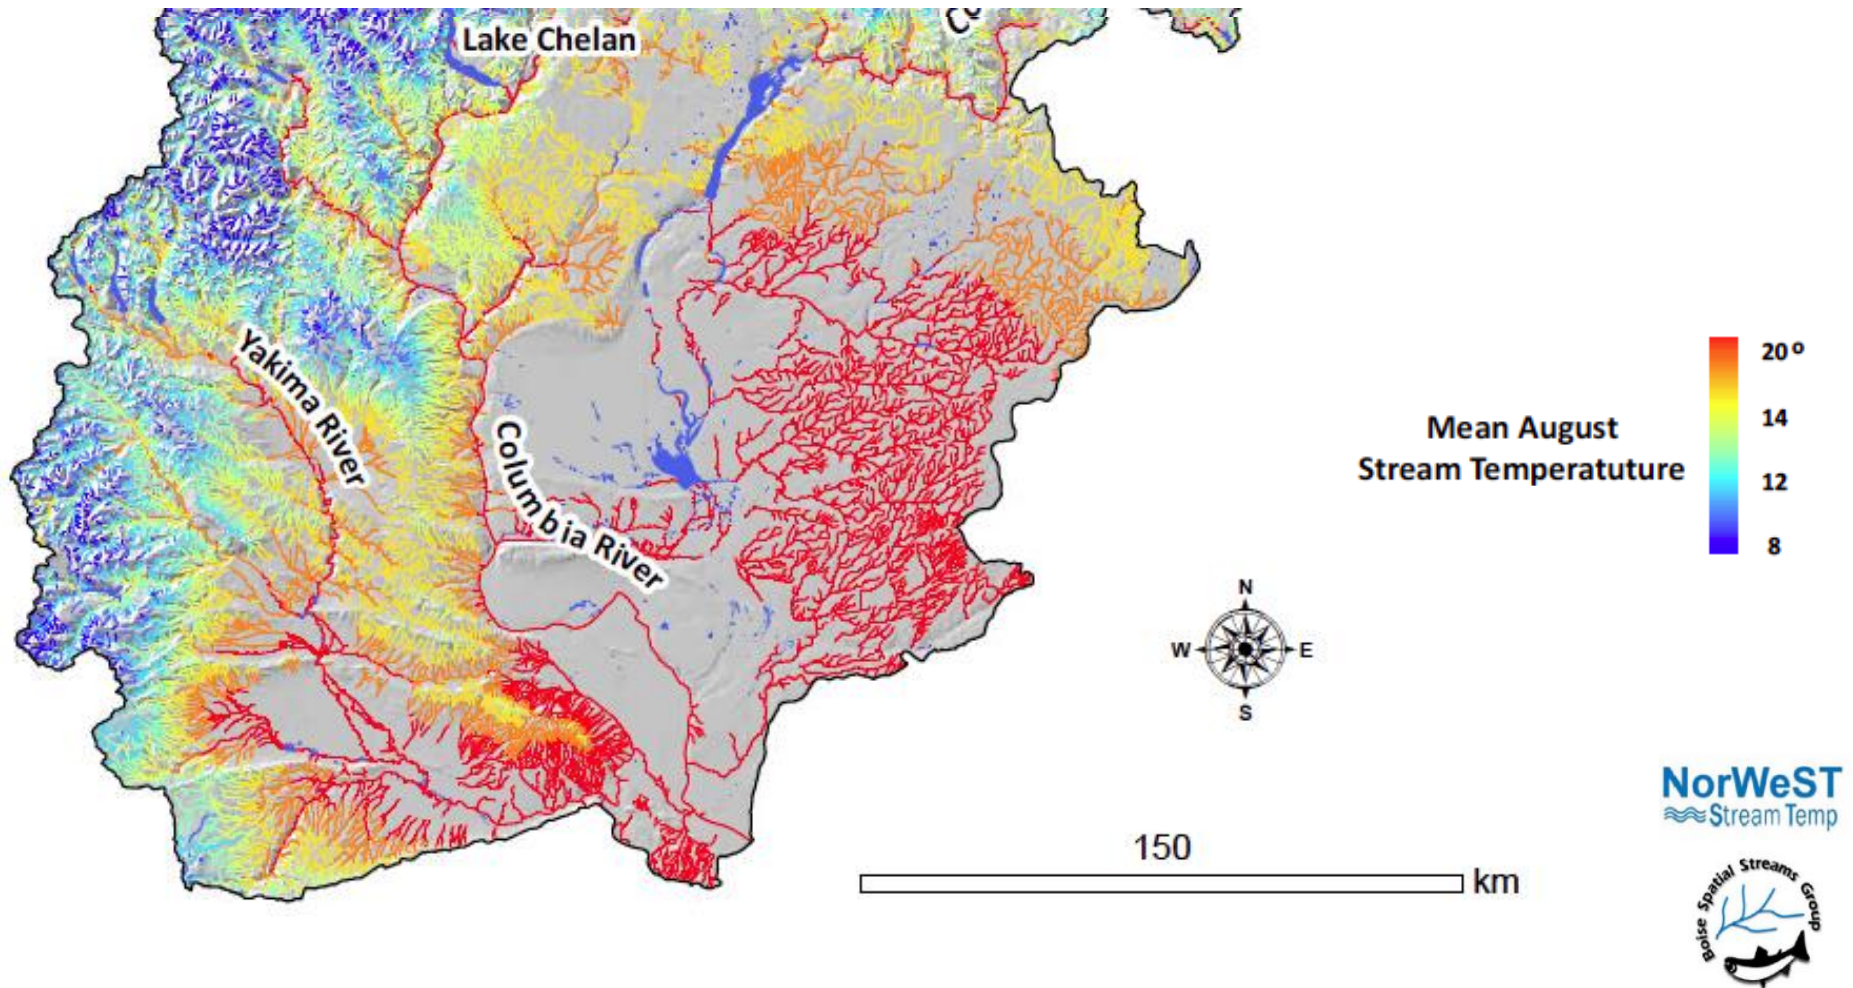 Lake Chelan
Yakima River
Columbia River
Mean August
Stream Temperatuture
20°
14
12
8
N
W
E
S
150
km
NorWeST
Stream Temp
Boise Spatial Streams Group